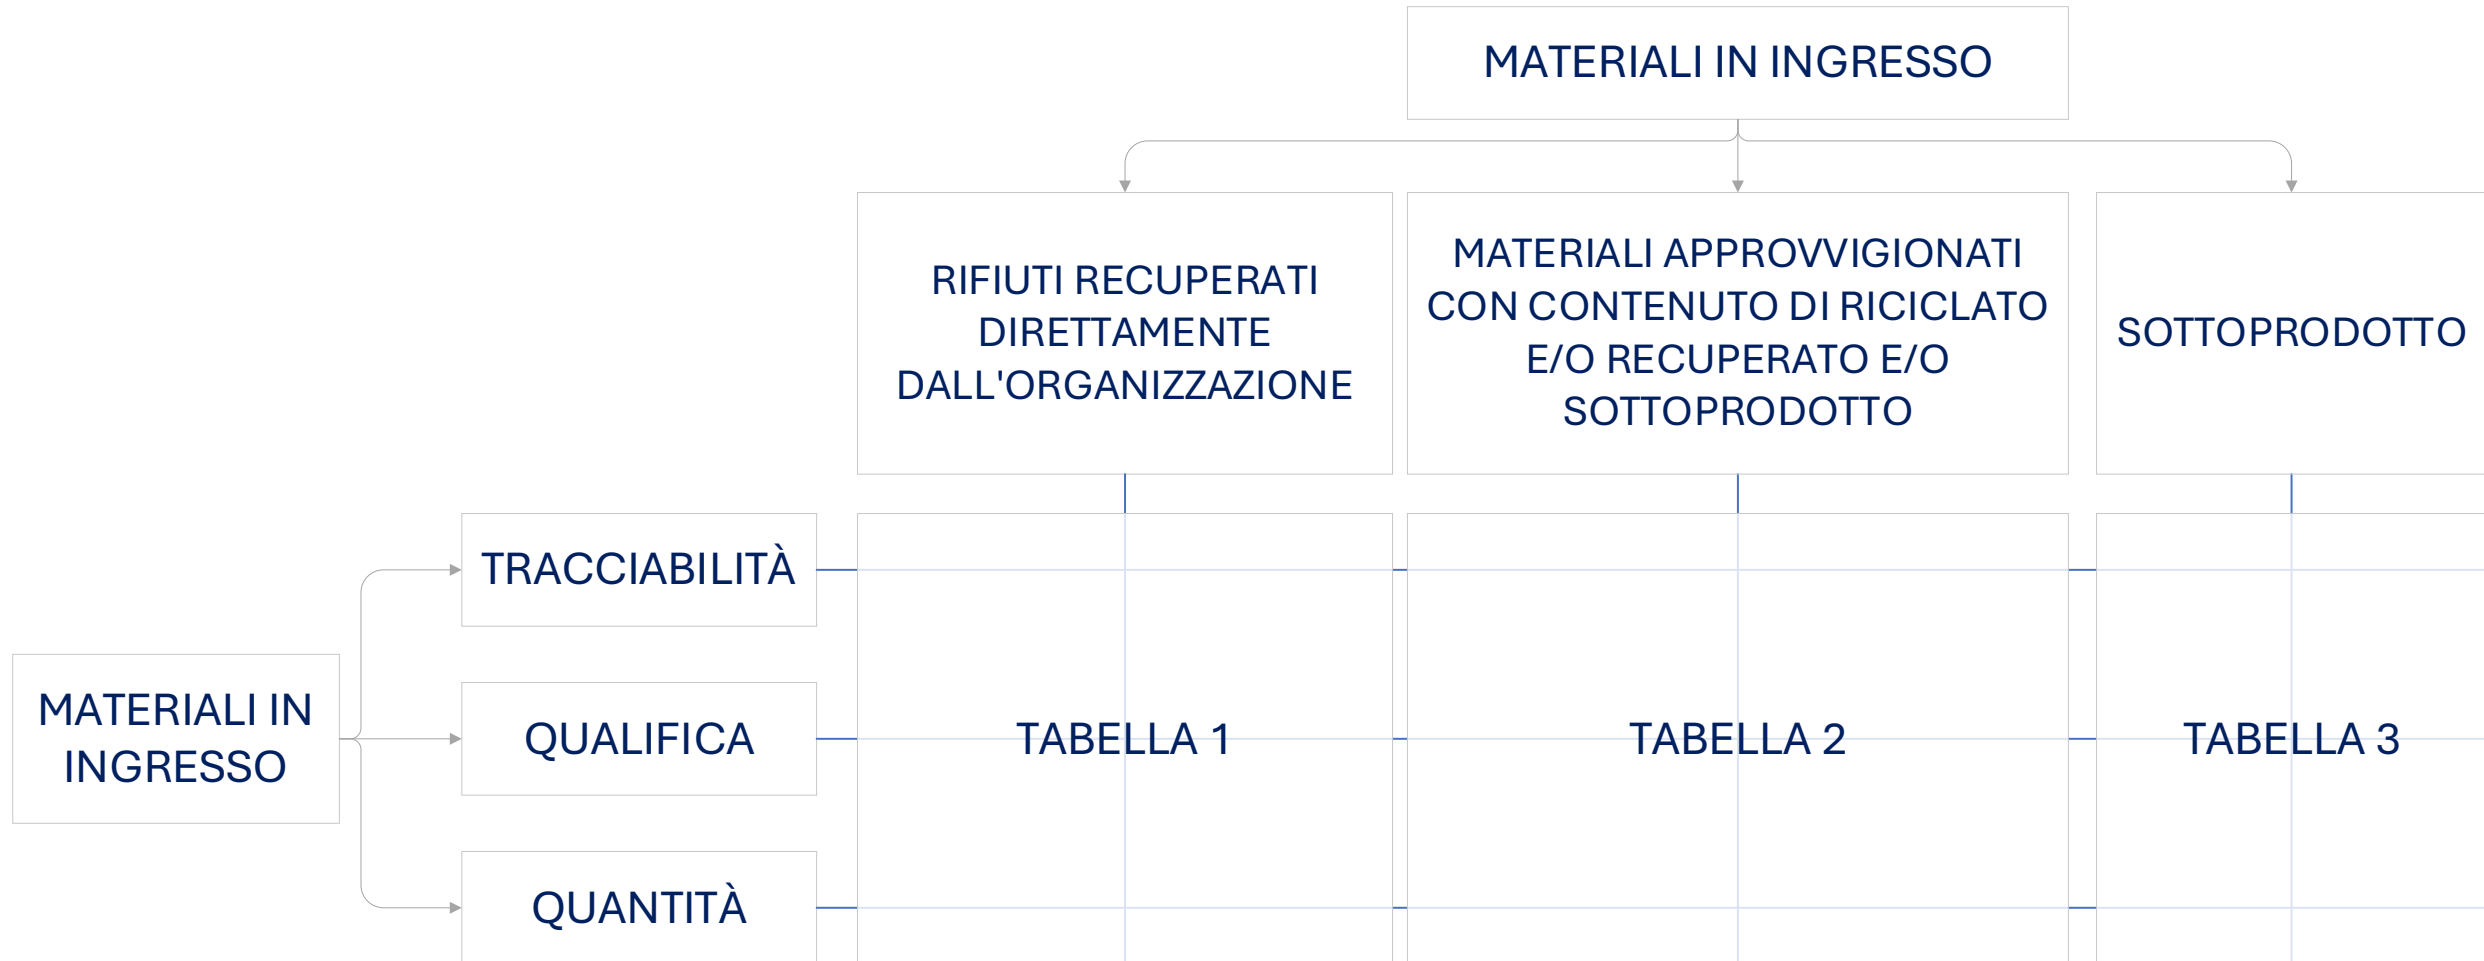 MATERIALI IN INGRESSO
RIFIUTI RECUPERATI
DIRETTAMENTE
DALL'ORGANIZZAZIONE
MATERIALI APPROVVIGIONATI
CON CONTENUTO DI RICICLATO
E/O RECUPERATO E/O
SOTTOPRODOTTO
SOTTOPRODOTTO
TRACCIABILITÀ
MATERIALI IN
INGRESSO
QUALIFICA
TABELLA 1
TABELLA 2
TABELLA 3
QUANTITÀ